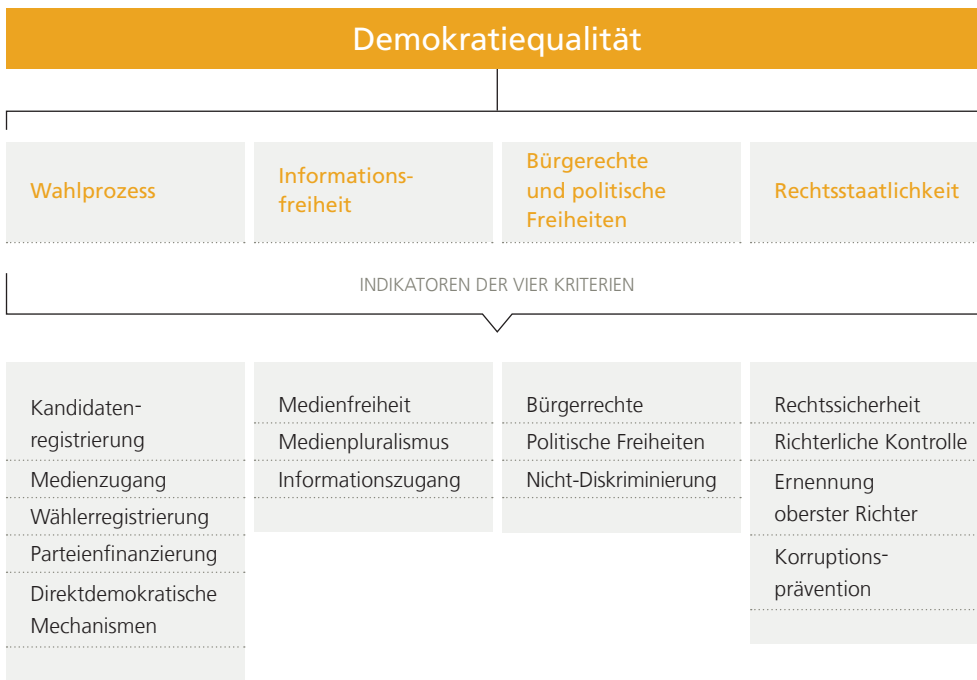 Demokratiequalität
Wahlprozess
Informations-
freiheit
Bürgerechte
und politische
Freiheiten
Rechtsstaatlichkeit
INDIKATOREN DER VIER KRITERIEN
Kandidaten-
registrierung
Medienzugang
Wählerregistrierung
Parteienfinanzierung
Direktdemokratische
Mechanismen
Medienfreiheit
Medienpluralismus
Informationszugang
Bürgerrechte
Politische Freiheiten
Nicht-Diskriminierung
Rechtssicherheit
Richterliche Kontrolle
Ernennung
oberster Richter
Korruptions-
prävention